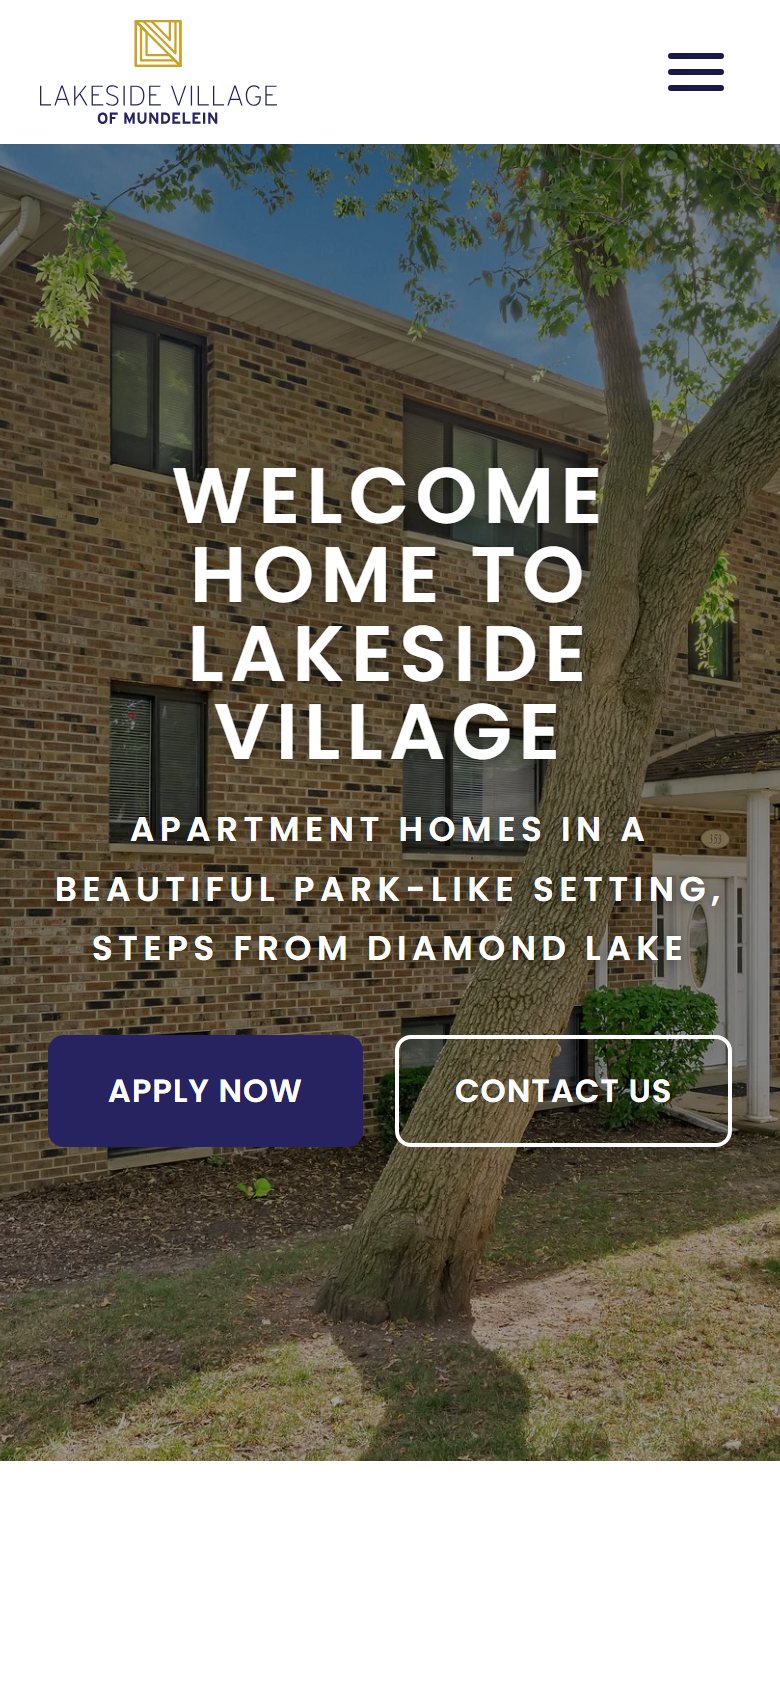 LAKESIDE VILLAGE
OF MUNDELEIN
WELCOME
HOME TO
LAKESIDE
VILLAGE
APARTMENT HOMES IN A
BEAUTIFUL PARK-LIKE SETTING,
STEPS FROM DIAMOND LAKE
353
APPLY NOW
CONTACT US